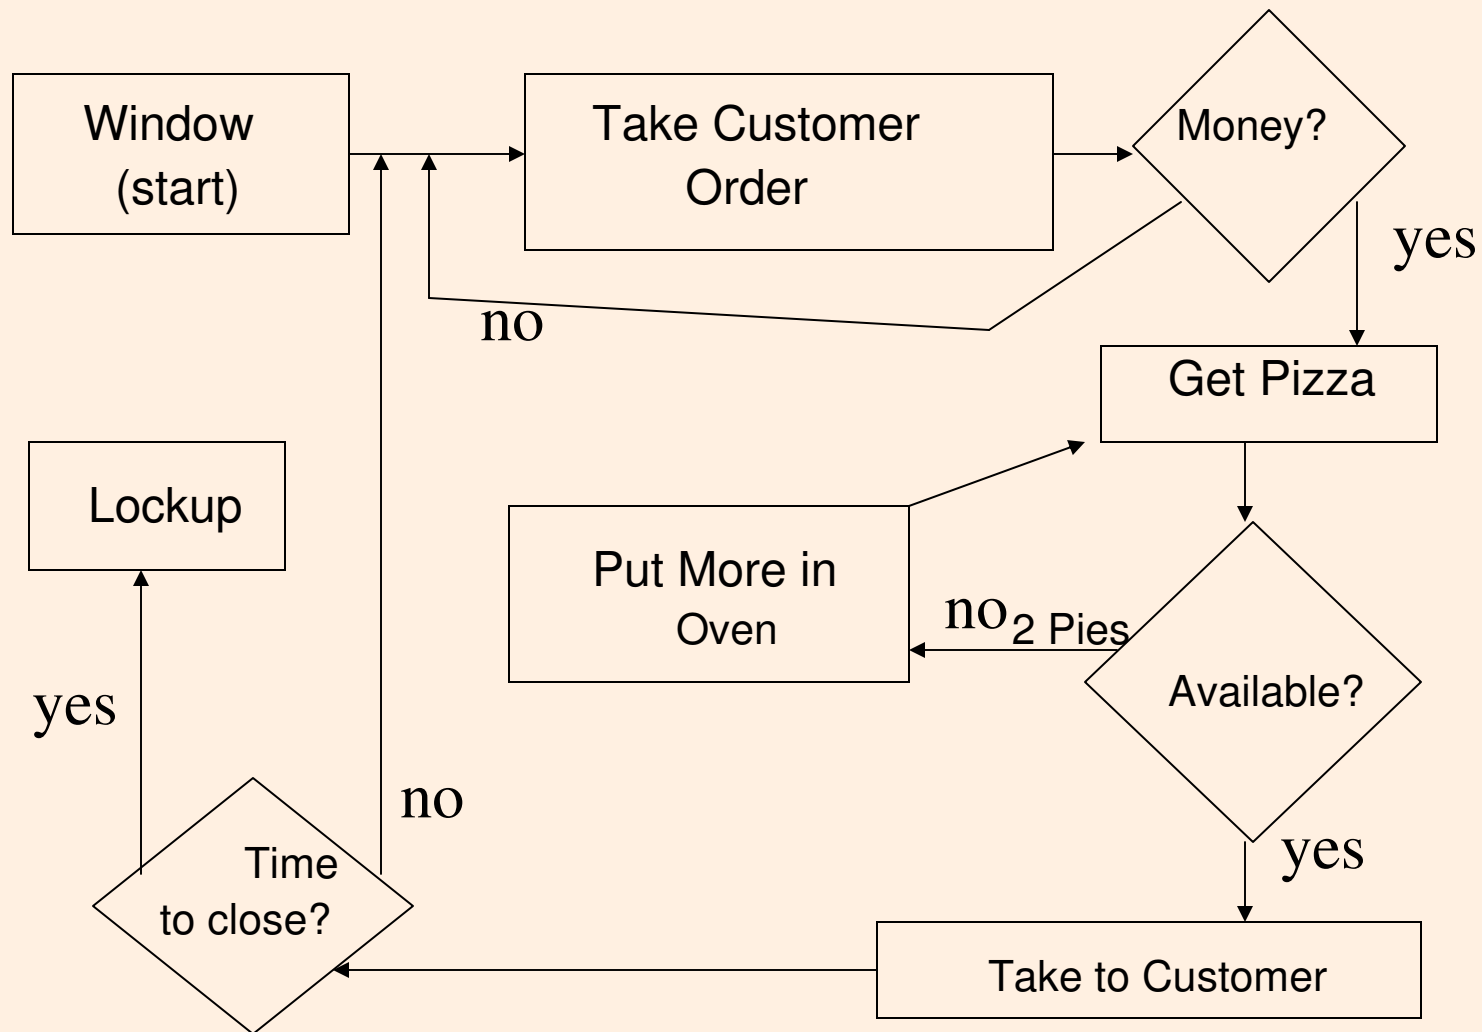 Window
(start)
Take Customer
Order
Money?
yes
no
Get Pizza
Lockup
Put More in
Oven
no
2 Pies
Available?
yes
no
Time
to close?
yes
Take to Customer